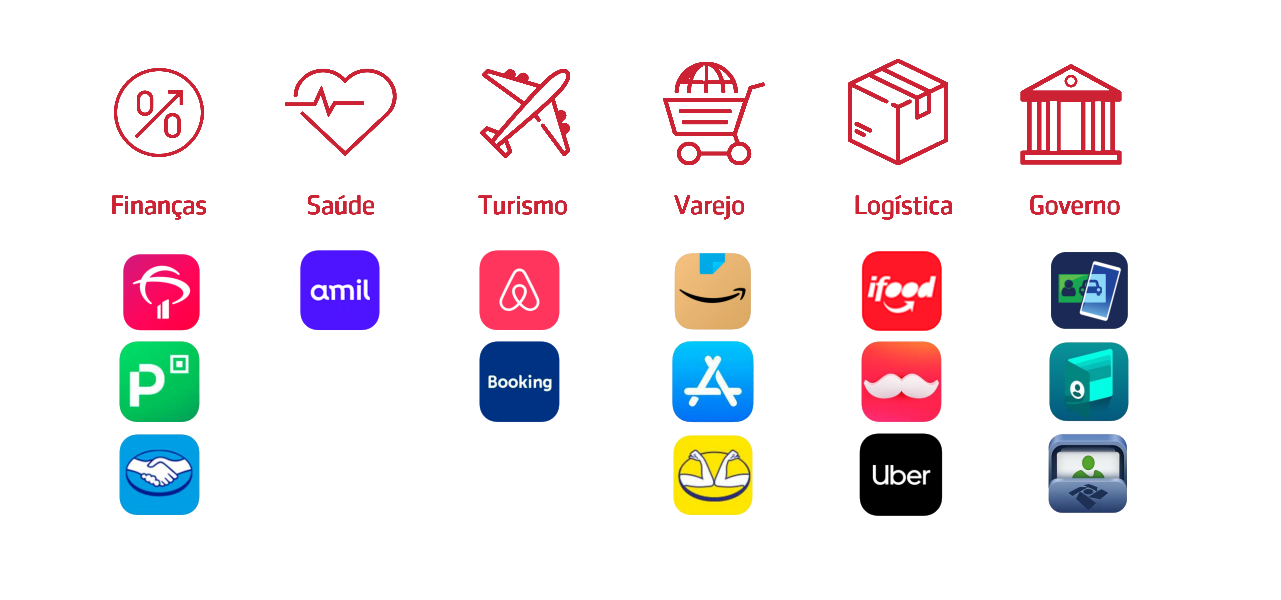 Finanças
Saúde
Turismo
Varejo
Logística
Governo
amil
ifood
P
Booking
Uber